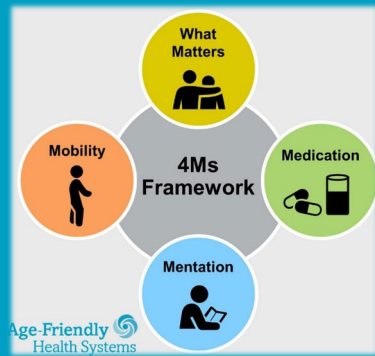 What
Matters
Mobility
4Ms
Framework
Medication
Mentation
Age-Friendly
Health Systems